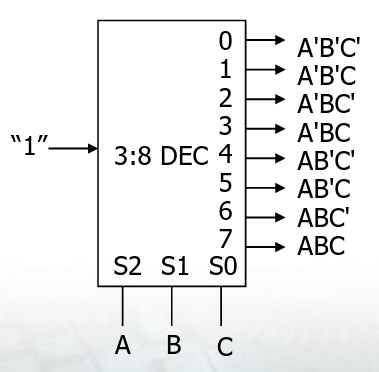 0 A'B'C'
1 A'B'C
2 A'BC'
3 A'BC
“1” 3:8 DEC 4 AB'C'
5 AB'C
6 ABC'
7 ABC
S2 S1 S0
A B C